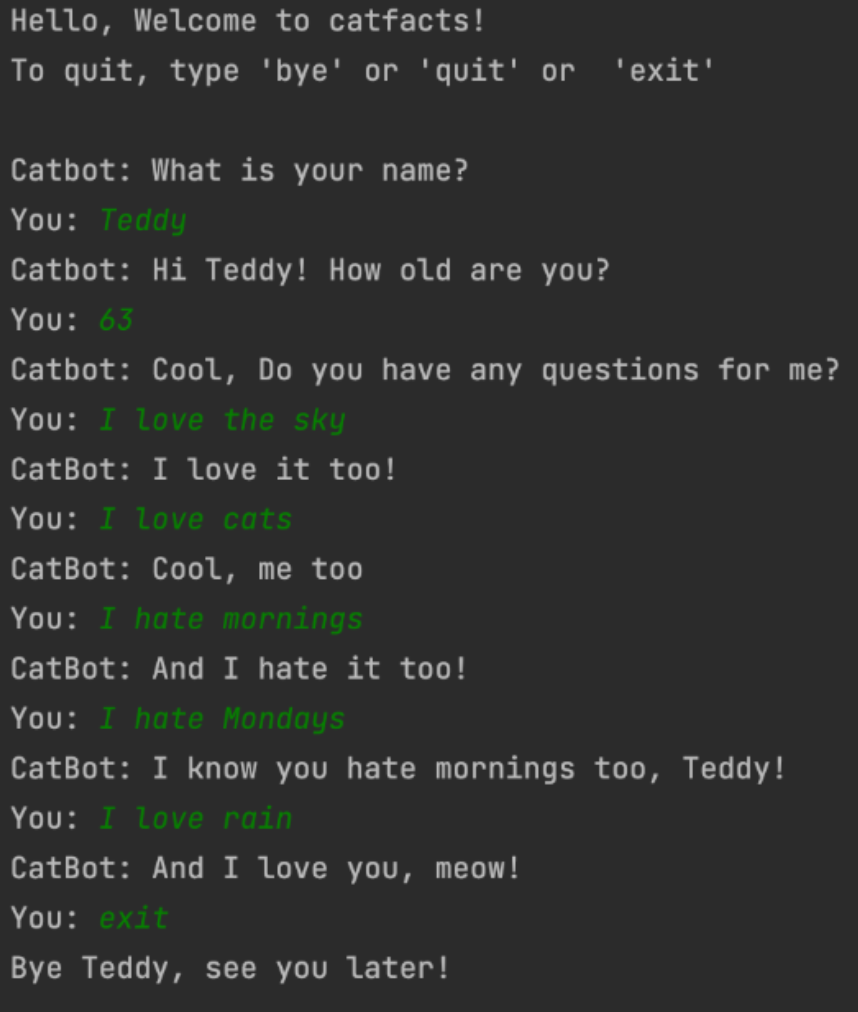 Hello, Welcome to catfacts!
To quit, type 'bye' or 'quit' or  'exit'
Catbot: What is your name?
You: Teddy
Catbot: Hi Teddy! How old are you?
You: 63
Catbot: Cool, Do you have any questions for me?
You: I love the sky
CatBot: I love it too!
You: I love cats
CatBot: Cool, me too
You: I hate mornings
CatBot: And I hate it too!
You: I hate Mondays
CatBot: I know you hate mornings too, Teddy!
You: I love rain
CatBot: And I love you, meow!
You: exit
Bye Teddy, see you later!